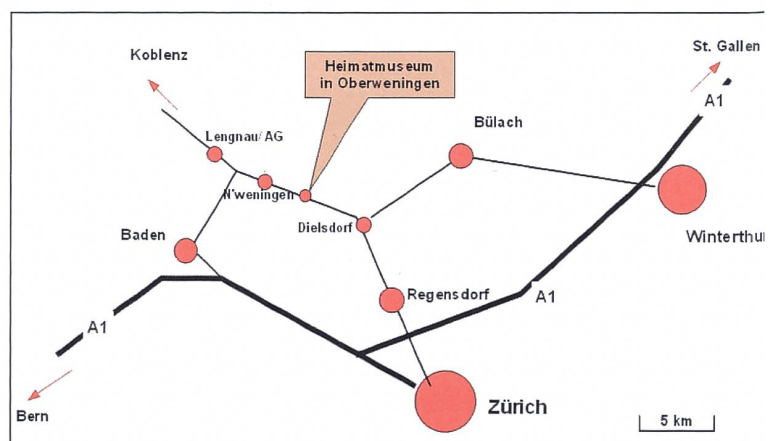 Koblenz
St. Gallen
Heimatmuseum
in Oberweningen
A1
Lengnau/AG
Bülach
N'weningen
Dielsdorf
Baden
Winterthu
Regensdorf
A1
A1
Bern
Zürich
5 km